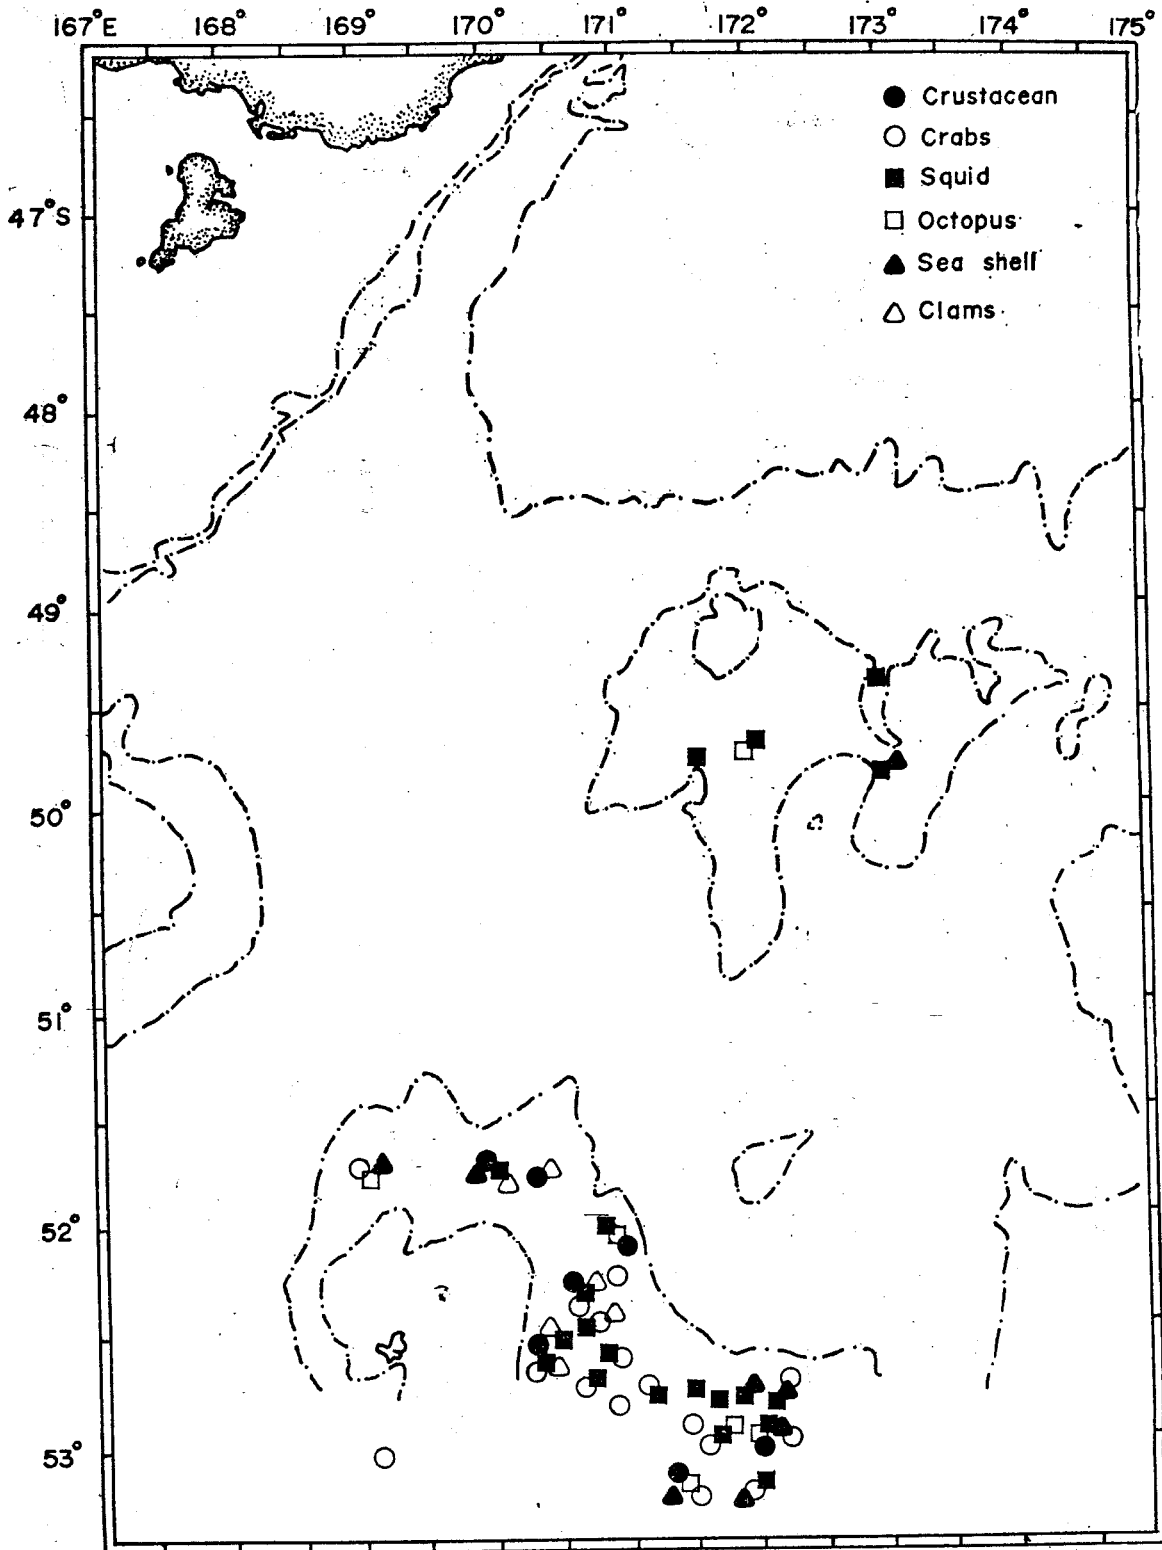 167°E 168° 169° 170° 171° 172° 173° 174° 175°
Crustacean
Crabs
Squid
Octopus
Sea shell
Clams
47°S
48°
49°
50°
51°
52°
53°